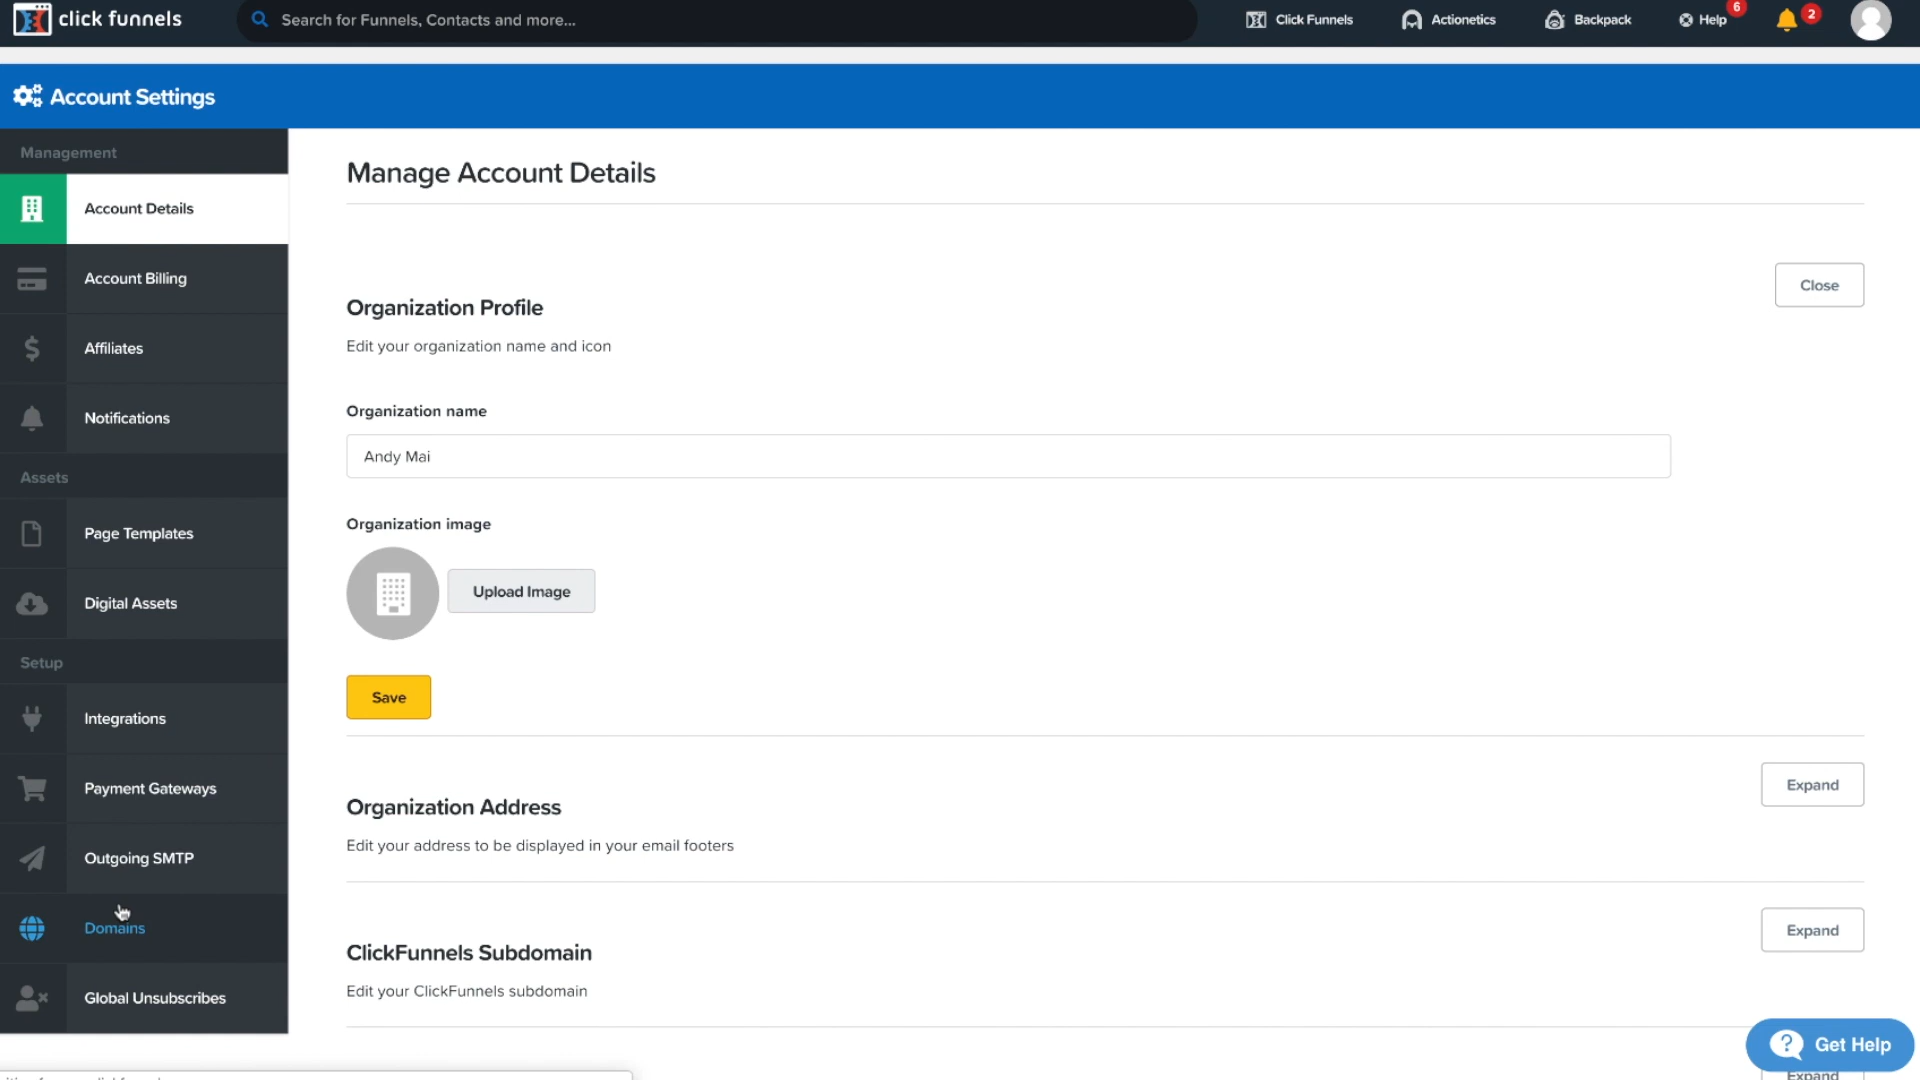 click funnels
Search for Funnels, Contacts and more...
Click Funnels
Actionetics
Backpack
Help
6
2
Account Settings
Management
Account Details
Account Billing
Affiliates
Notifications
Assets
Page Templates
Digital Assets
Setup
Integrations
Payment Gateways
Outgoing SMTP
Domains
Global Unsubscribes
Manage Account Details
Close
Organization Profile
Edit your organization name and icon
Organization name
Andy Mai
Organization image
Upload Image
Save
Expand
Organization Address
Edit your address to be displayed in your email footers
Expand
ClickFunnels Subdomain
Edit your ClickFunnels subdomain
? Get Help
Expand